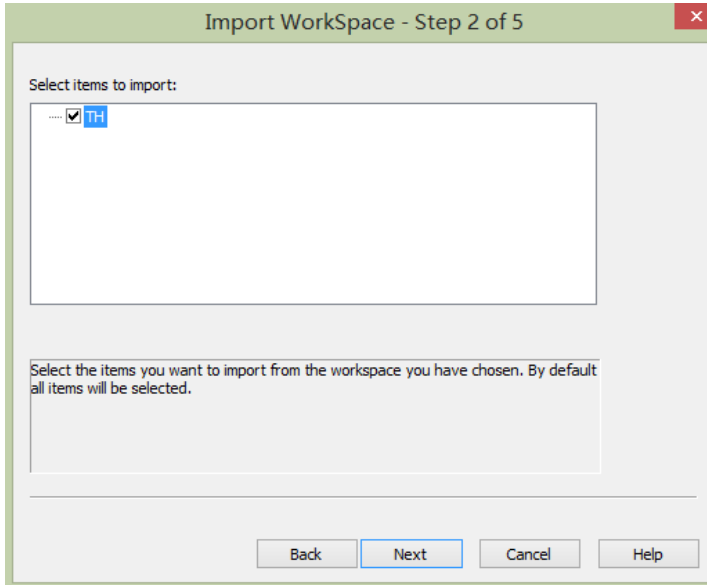 Import WorkSpace - Step 2 of 5
Select items to import:
TH
Select the items you want to import from the workspace you have chosen. By default
all items will be selected.
Back Next Cancel Help